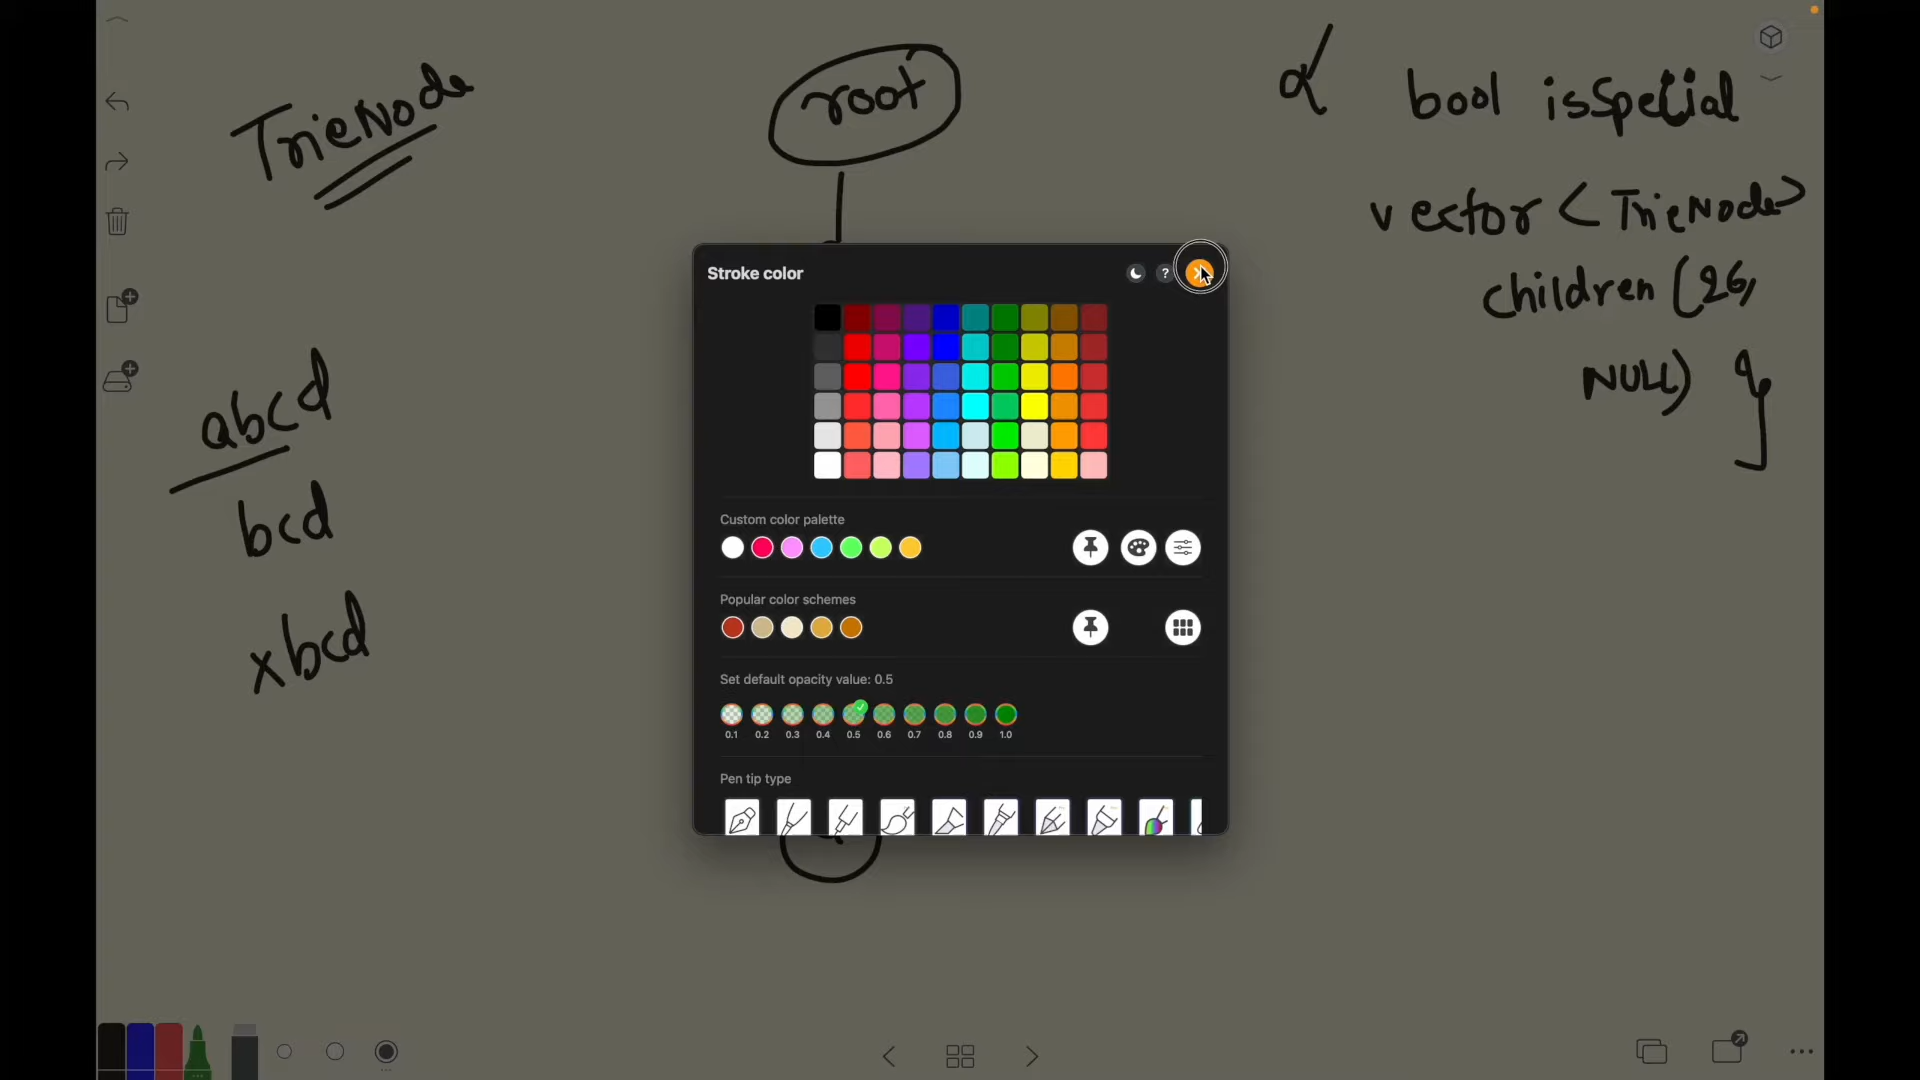 TrieNode
root
bool isSpecial
vector < TrieNode>
children (26,
NULL) }
abcd
bcd
xbcd
Stroke color
?
Custom color palette
Popular color schemes
Set default opacity value: 0.5
0.1 0.2 0.3 0.4 0.5 0.6 0.7 0.8 0.9 1.0
Pen tip type